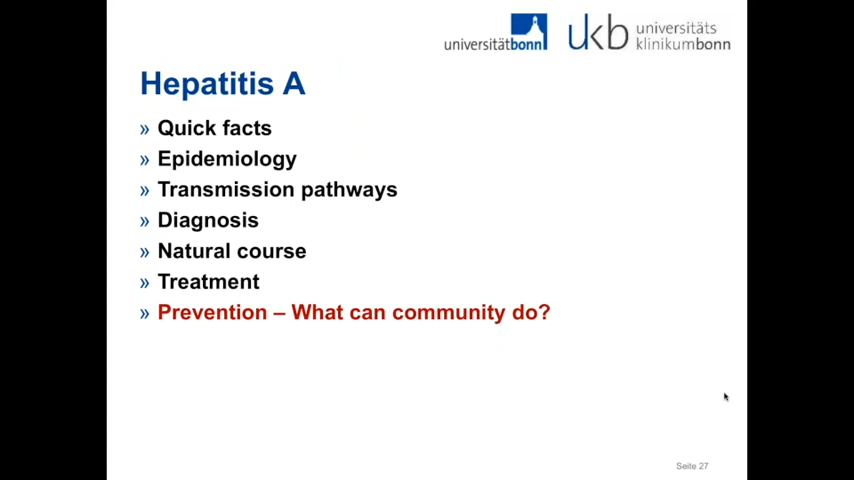 universitätbonn
ukb universitäts
klinikumbonn
Hepatitis A
» Quick facts
» Epidemiology
» Transmission pathways
» Diagnosis
» Natural course
» Treatment
» Prevention – What can community do?
Seite 27